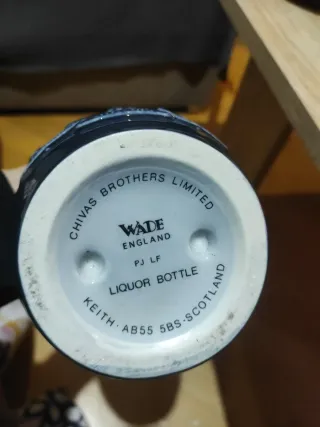 CHIVAS BROTHERS LIMITED
WADE
ENGLAND
PJ LF
LIQUOR BOTTLE
KEITH · AB55 5BS-SCOTLAND